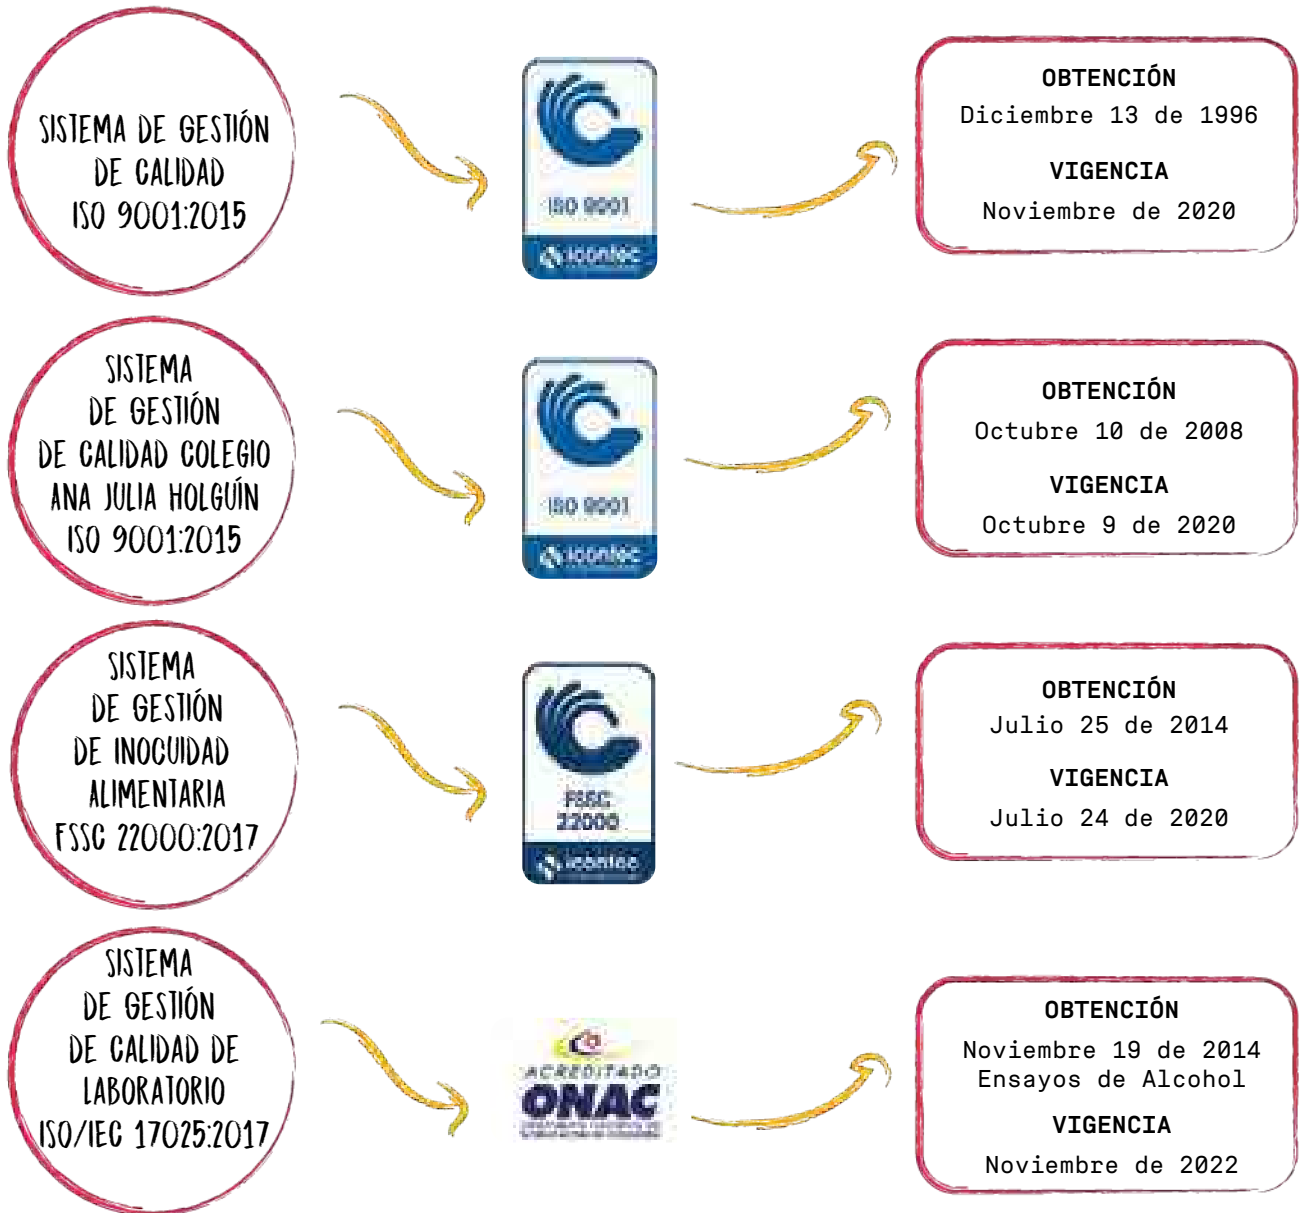 SISTEMA DE GESTIÓN
DE CALIDAD
ISO 9001:2015
ISO 9001
icontec
OBTENCIÓN
Diciembre 13 de 1996
VIGENCIA
Noviembre de 2020
SISTEMA
DE GESTIÓN
DE CALIDAD COLEGIO
ANA JULIA HOLGUÍN
ISO 9001:2015
ISO 9001
icontec
OBTENCIÓN
Octubre 10 de 2008
VIGENCIA
Octubre 9 de 2020
SISTEMA
DE GESTIÓN
DE INOCUIDAD
ALIMENTARIA
FSSC 22000:2017
FSSC
22000
icontec
OBTENCIÓN
Julio 25 de 2014
VIGENCIA
Julio 24 de 2020
SISTEMA
DE GESTIÓN
DE CALIDAD DE
LABORATORIO
ISO/IEC 17025:2017
ACREDITADO
ONAC
OBTENCIÓN
Noviembre 19 de 2014
Ensayos de Alcohol
VIGENCIA
Noviembre de 2022